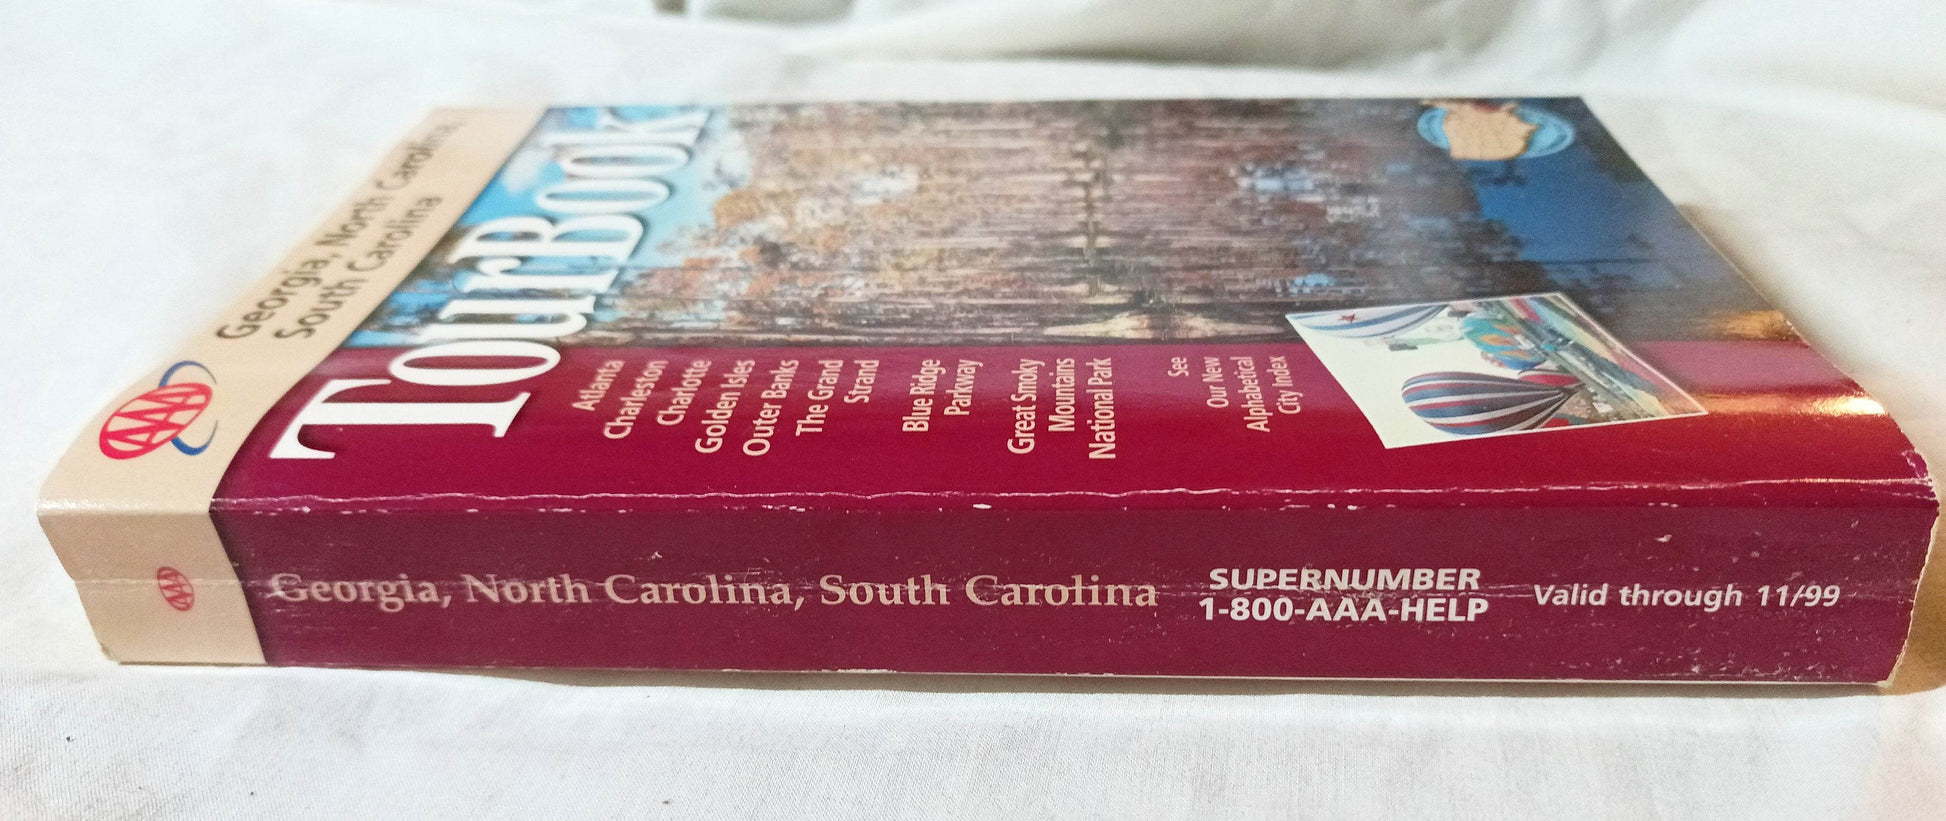 AAA
Georgia, North Carolina,
South Carolina
TOURBOOK
Atlanta
Charleston
Charlotte
Golden Isles
Outer Banks
The Grand
Strand
Blue Ridge
Parkway
Great Smoky
Mountains
National Park
See
Our New
Alphabetical
City Index
AAA
Georgia, North Carolina, South Carolina
SUPERNUMBER
1-800-AAA-HELP
Valid through 11/99